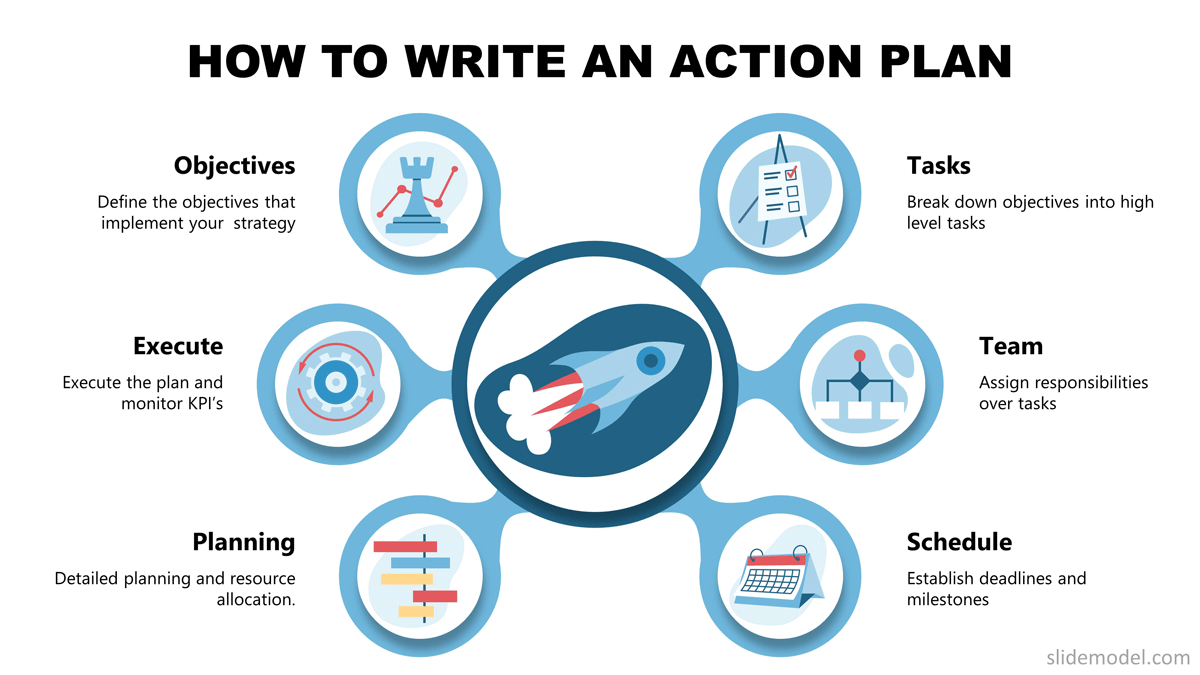 HOW TO WRITE AN ACTION PLAN
Objectives
Define the objectives that
implement your  strategy
Tasks
Break down objectives into high
level tasks
Execute
Execute the plan and
monitor KPI’s
Team
Assign responsibilities
over tasks
Planning
Detailed planning and resource
allocation.
Schedule
Establish deadlines and
milestones
slidemodel.com